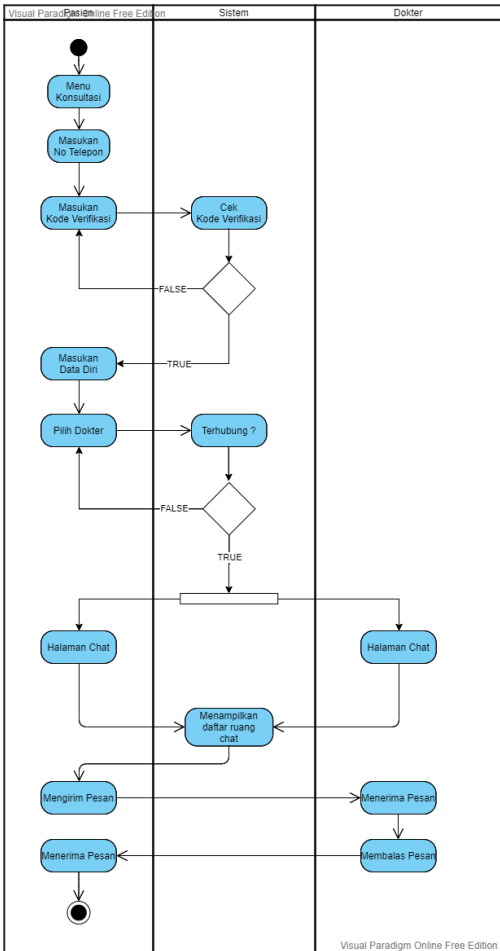 Visual Paradigm Online Free Edition
Pasien
Sistem
Dokter
Menu
Konsultasi
Masukan
No Telepon
Masukan
Kode Verifikasi
Cek
Kode Verifikasi
FALSE
Masukan
Data Diri
TRUE
Pilih Dokter
Terhubung ?
FALSE
TRUE
Halaman Chat
Halaman Chat
Menampilkan
daftar ruang
chat
Mengirim Pesan
Menerima Pesan
Menerima Pesan
Membalas Pesan
Visual Paradigm Online Free Edition